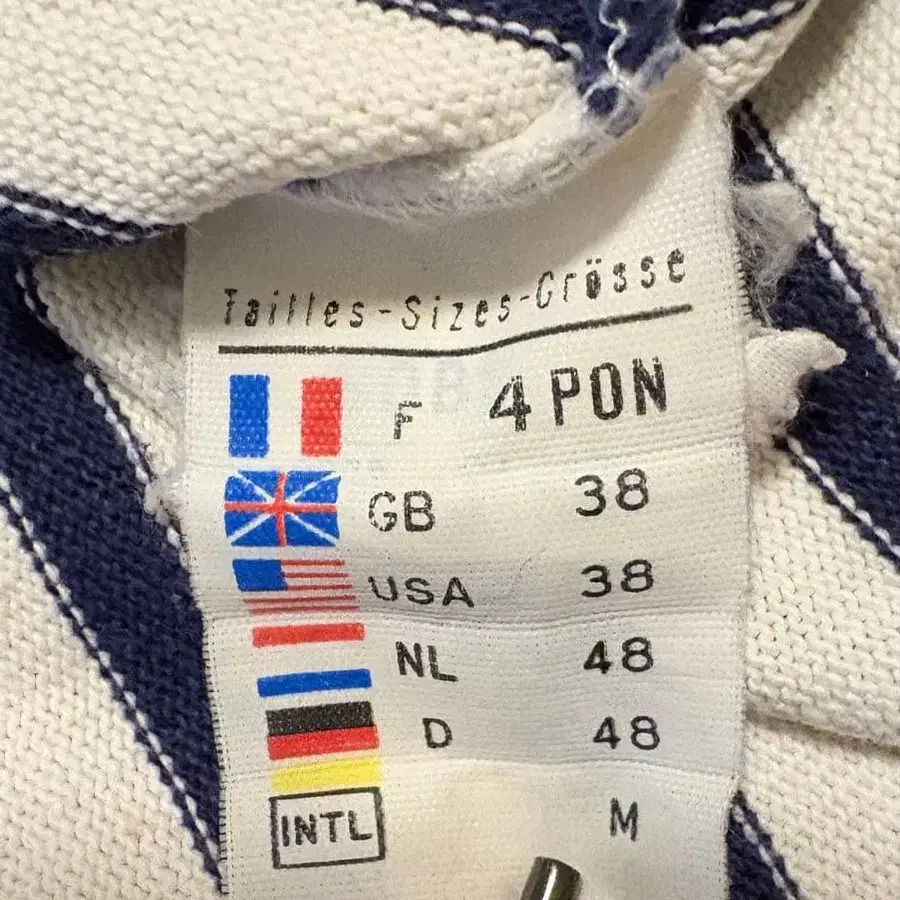 Tailles-Sizes-Grösse
F 4 PON
GB 38
USA 38
NL 48
D 48
INTL M